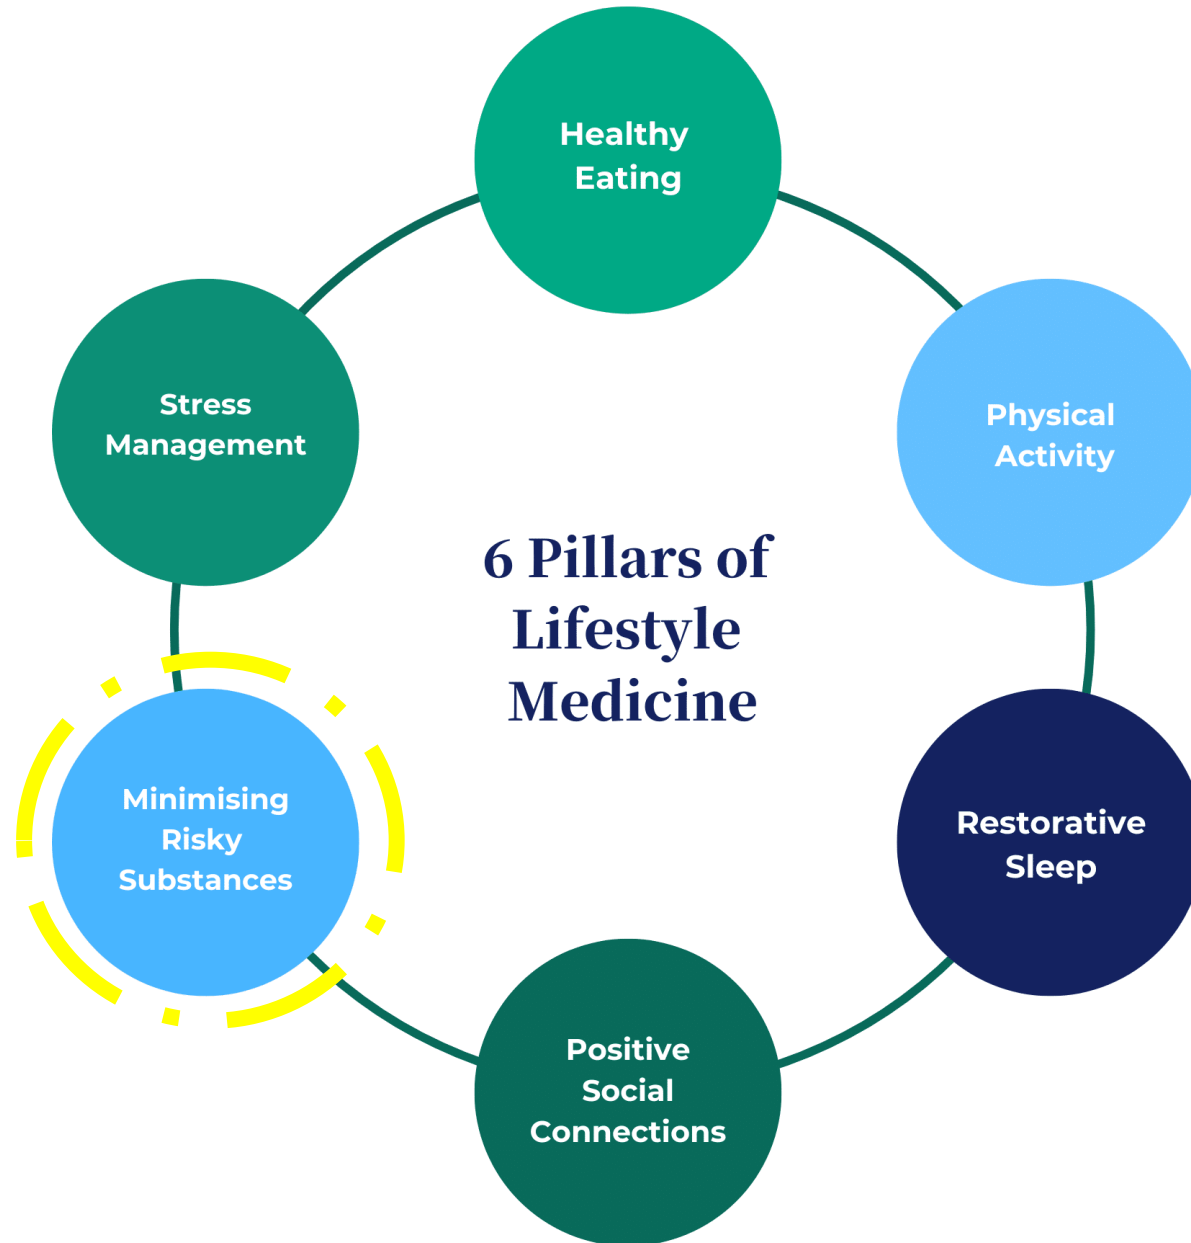 Healthy
Eating
Physical
Activity
Restorative
Sleep
Positive
Social
Connections
Minimising
Risky
Substances
Stress
Management
6 Pillars of
Lifestyle
Medicine